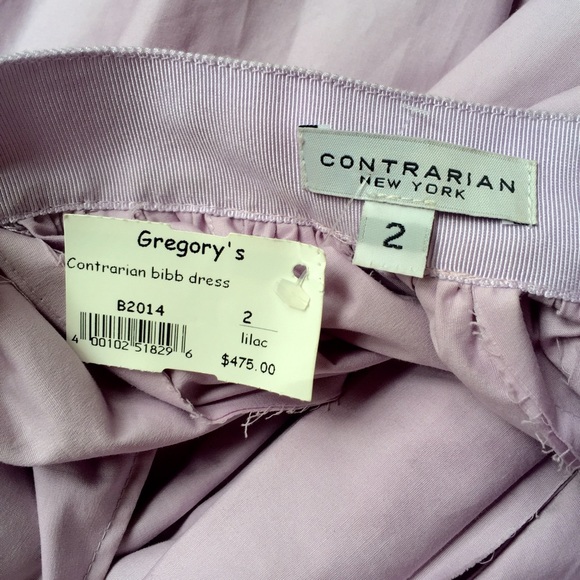 CONTRARIAN
NEW YORK
2
Gregory's
Contrarian bibb dress
B2014
2
lilac
4 00102 51829 6
$475.00